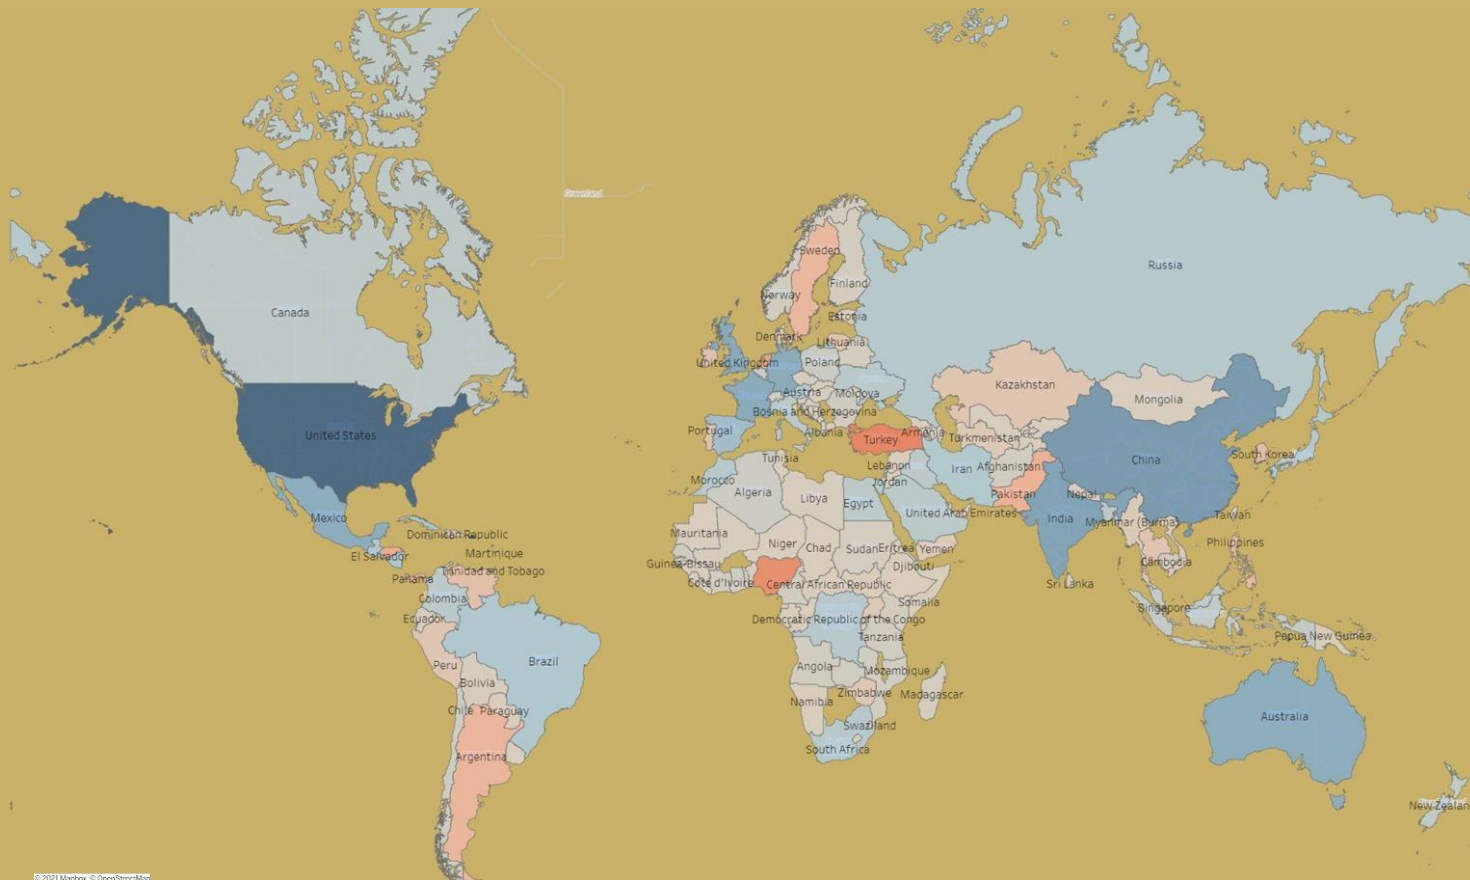 Greenland
Sweden
Russia
Finland
Norway
Canada
Estonia
Denmark
Lithuania
United Kingdom
Poland
Kazakhstan
Austria
Moldova
Mongolia
Bosnia and Herzegovina
Portugal
Albania
Armenia
United States
Turkey
Turkmenistan
South Korea
Tunisia
China
Lebanon
Iran
Afghanistan
Morocco
Jordan
Algeria
Libya
Egypt
Pakistan
Nepal
Mexico
United Arab Emirates
India
Myanmar (Burma)
Taiwan
Dominican Republic
Mauritania
Niger
Chad
Sudan
Eritrea
Yemen
Philippines
El Salvador
Martinique
Guinea-Bissau
Djibouti
Cambodia
Panama
Trinidad and Tobago
Côte d'Ivoire
Central African Republic
Sri Lanka
Colombia
Somalia
Singapore
Ecuador
Democratic Republic of the Congo
Tanzania
Papua New Guinea
Peru
Brazil
Angola
Mozambique
Bolivia
Zimbabwe
Madagascar
Chile
Paraguay
Namibia
Swaziland
Australia
South Africa
Argentina
New Zealan
© 2021 Mapbox © OpenStreetMap